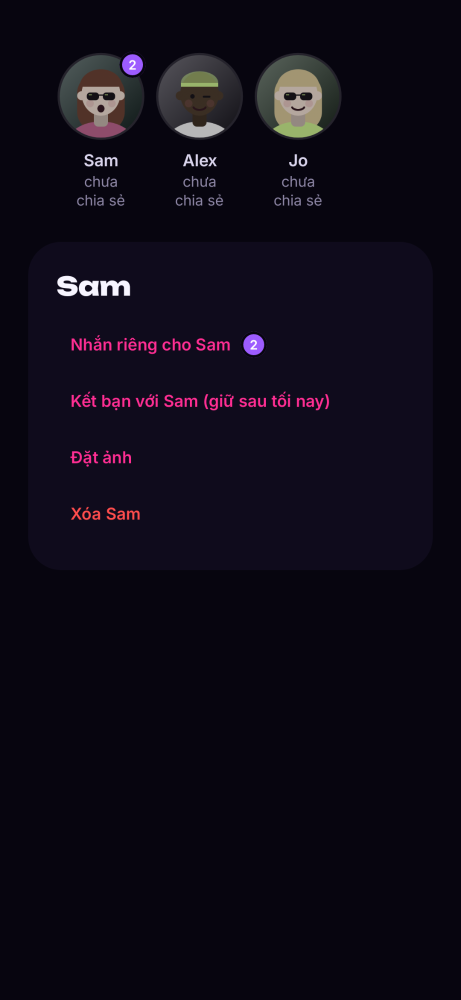 2
Sam
chưa
chia sẻ
Alex
chưa
chia sẻ
Jo
chưa
chia sẻ
Sam
Nhắn riêng cho Sam 2
Kết bạn với Sam (giữ sau tối nay)
Đặt ảnh
Xóa Sam